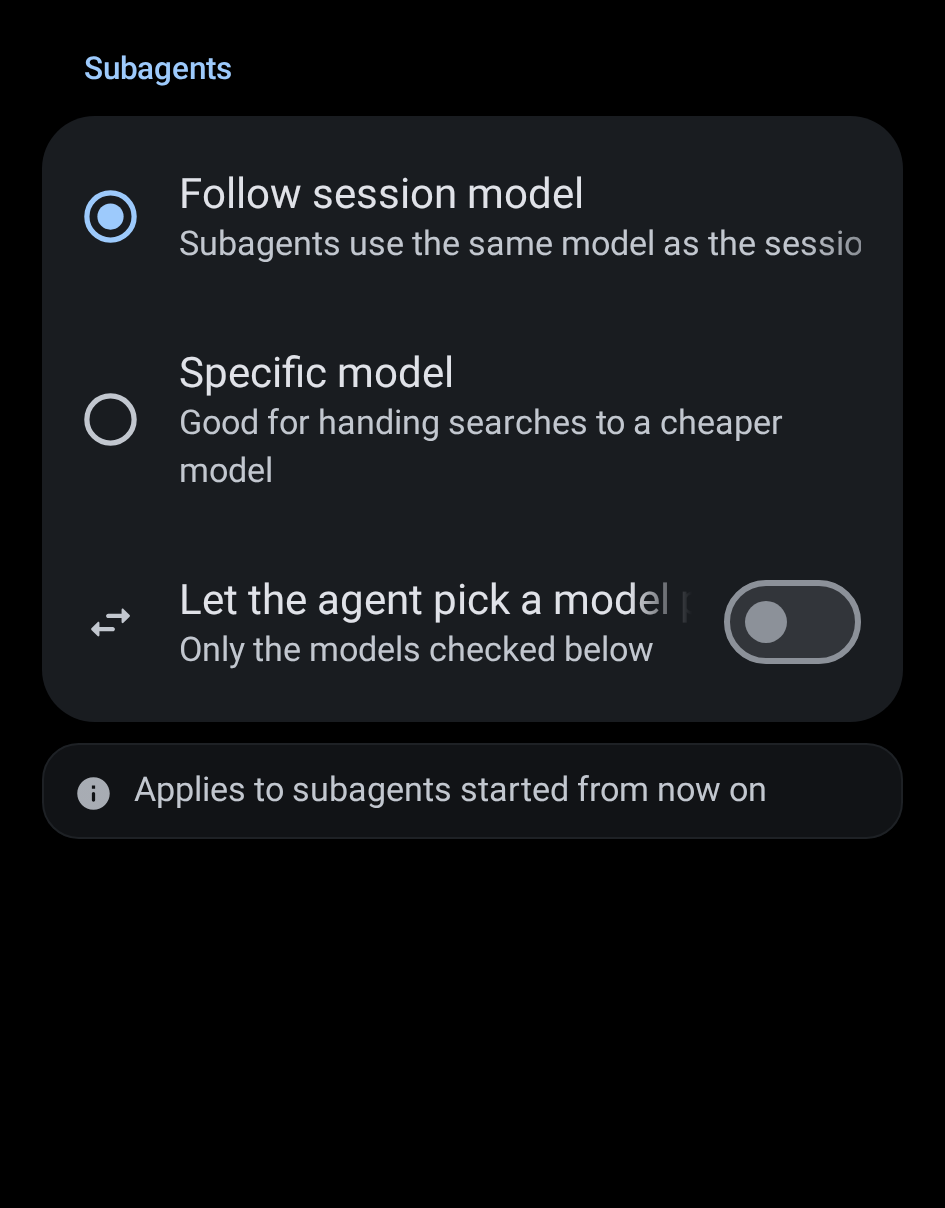 Subagents
Follow session model
Subagents use the same model as the sessio
Specific model
Good for handing searches to a cheaper
model
Let the agent pick a model
Only the models checked below
Applies to subagents started from now on